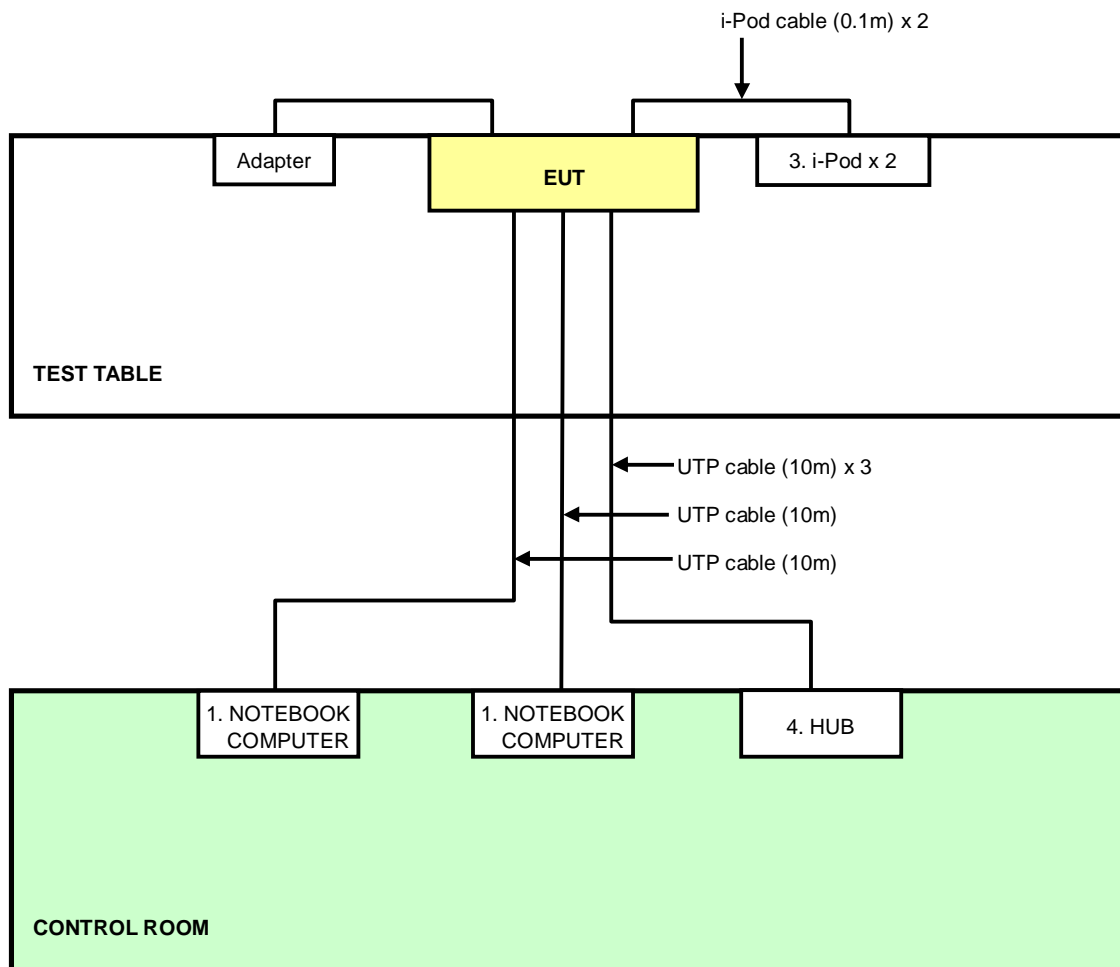 i-Pod cable (0.1m) x 2
Adapter
EUT
3. i-Pod x 2
TEST TABLE
UTP cable (10m) x 3
UTP cable (10m)
UTP cable (10m)
1. NOTEBOOK
COMPUTER
1. NOTEBOOK
COMPUTER
4. HUB
CONTROL ROOM